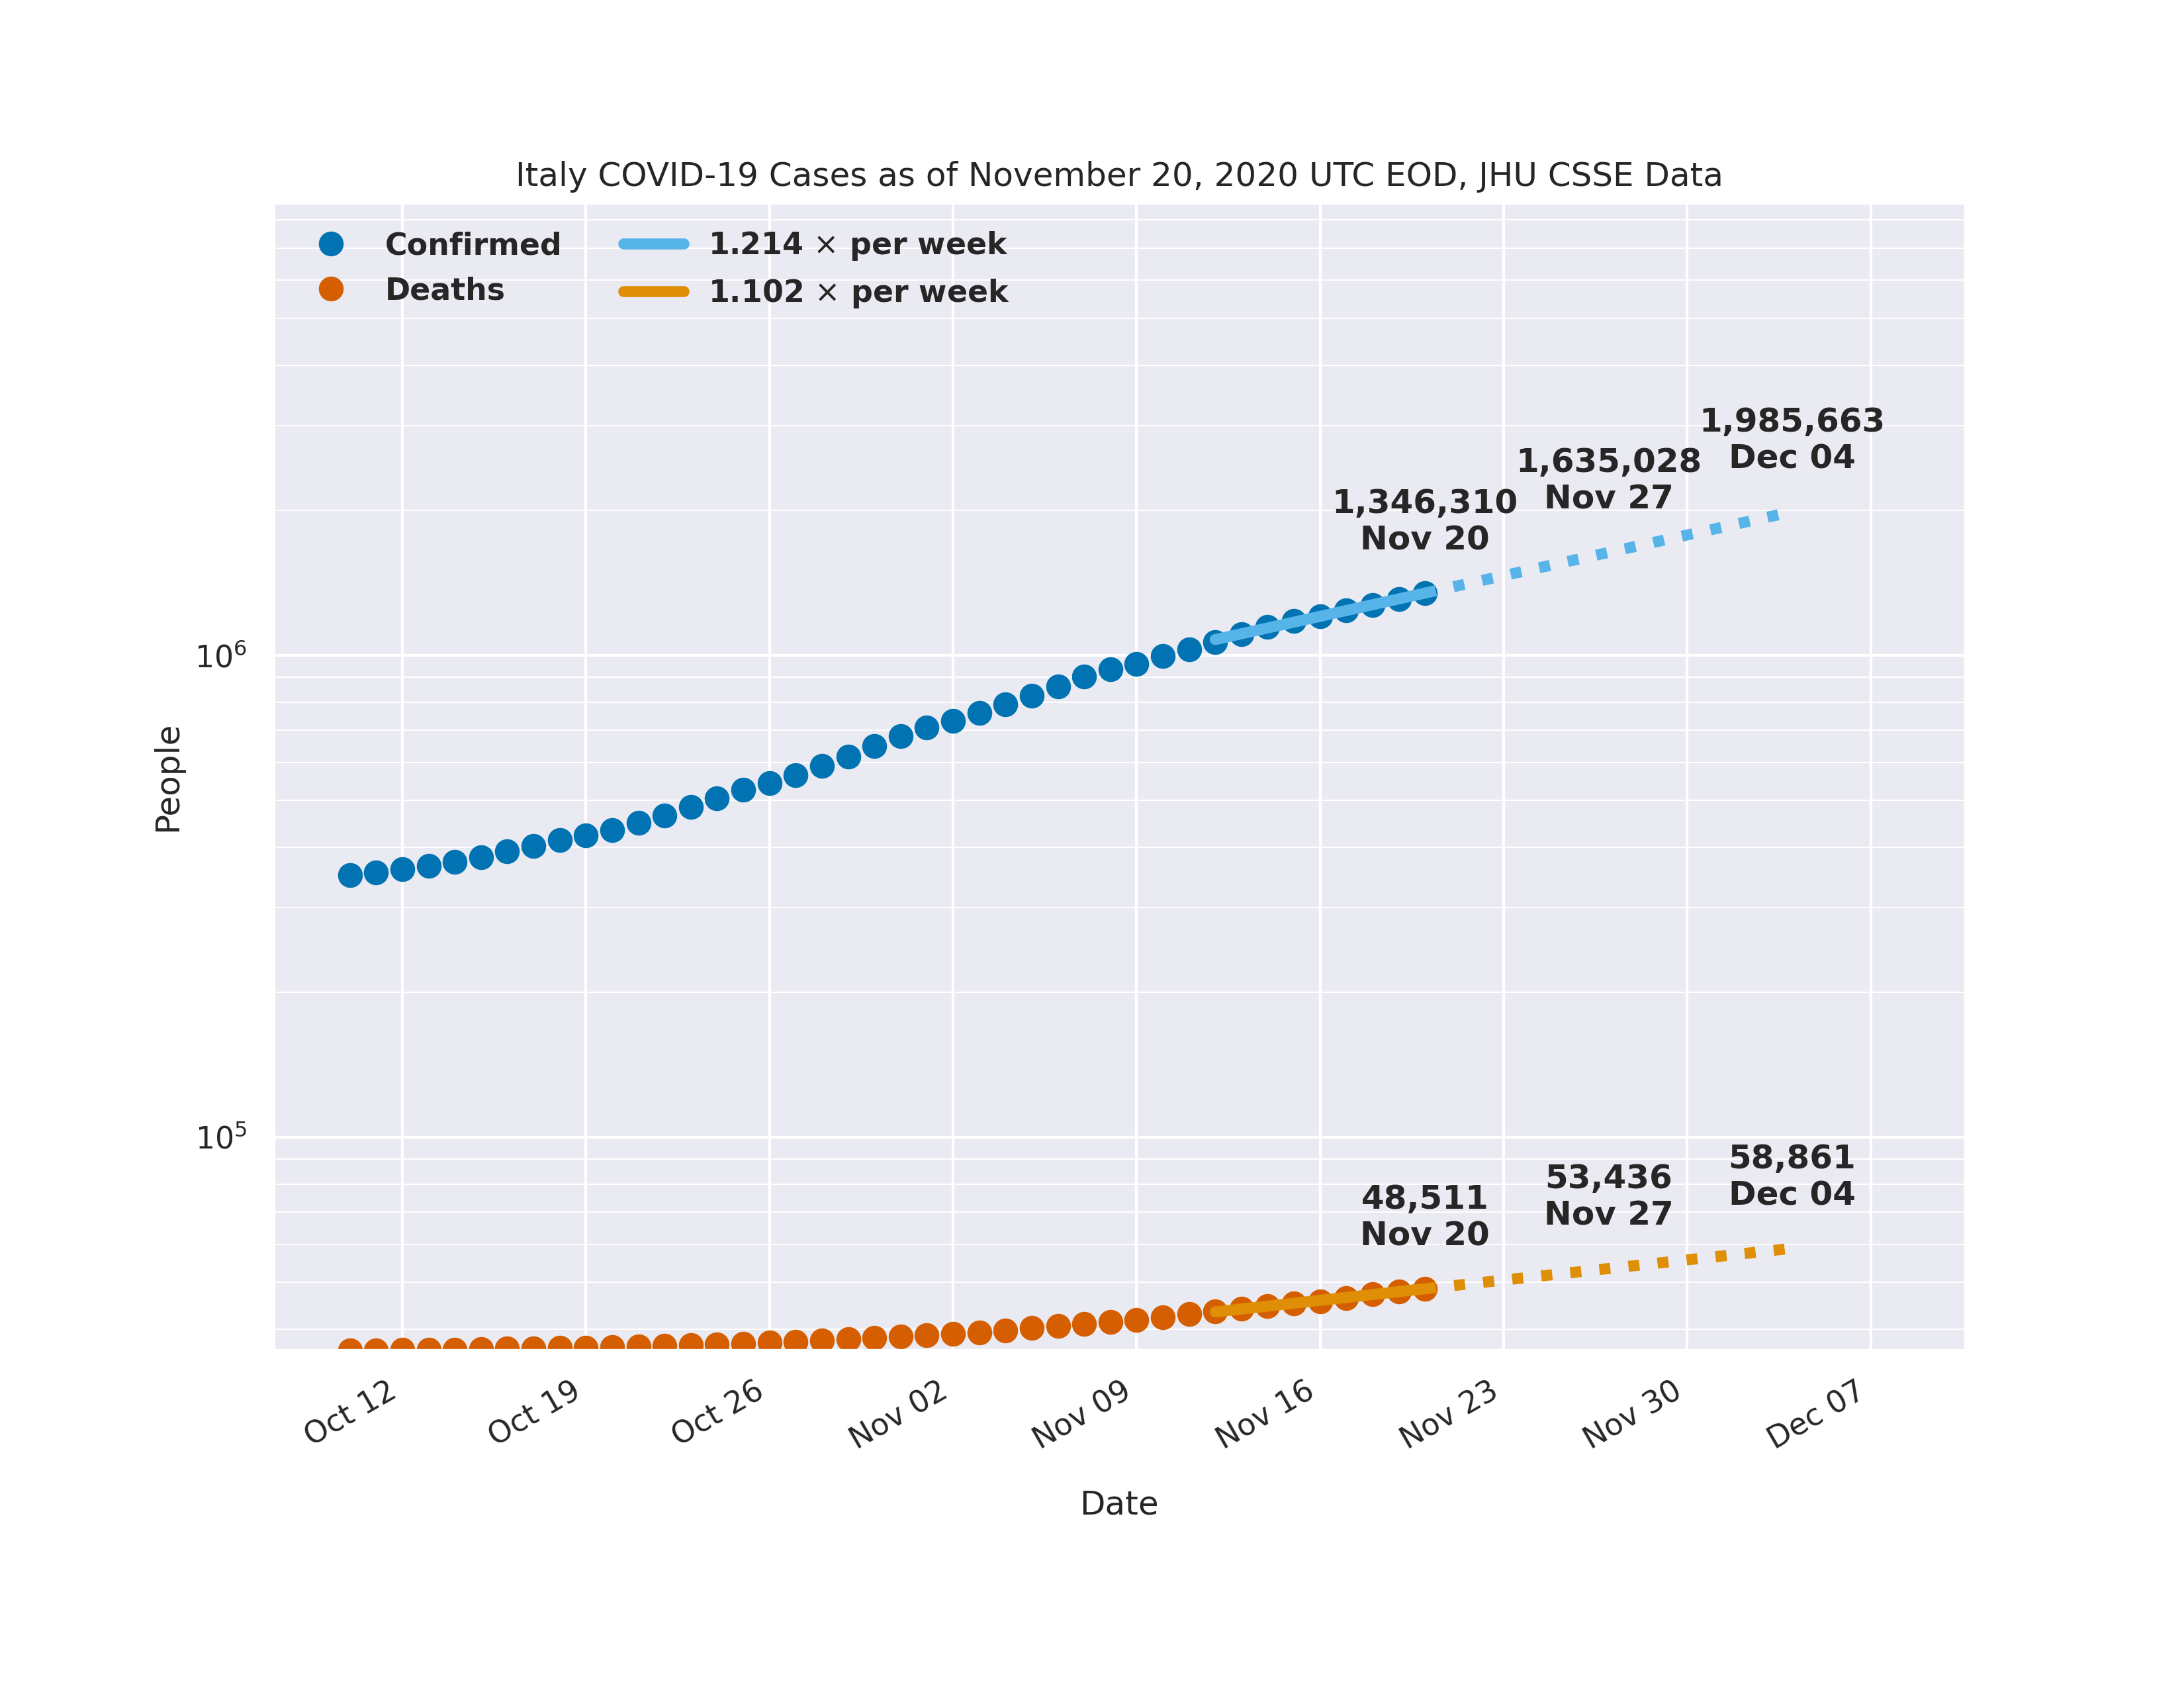 Italy COVID-19 Cases as of November 20, 2020 UTC EOD, JHU CSSE Data
Confirmed
Deaths
1.214 × per week
1.102 × per week
1,985,663
Dec 04
1,635,028
Nov 27
1,346,310
Nov 20
10⁶
People
10⁵
58,861
Dec 04
53,436
Nov 27
48,511
Nov 20
Oct 12
Oct 19
Oct 26
Nov 02
Nov 09
Nov 16
Nov 23
Nov 30
Dec 07
Date